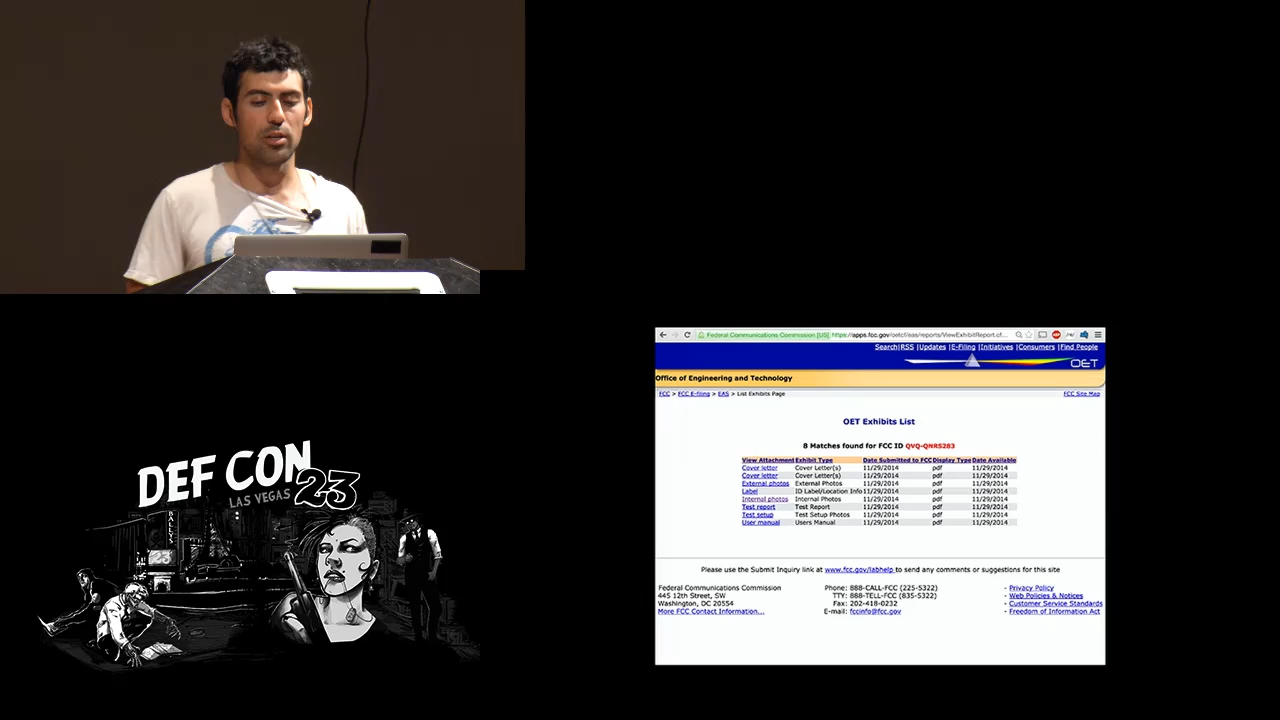 Federal Communications Commission [US] https://apps.fcc.gov/oetcf/eas/reports/ViewExhibitReport.cf...
Search | RSS | Updates | E-Filing | Initiatives | Consumers | Find People
OET
Office of Engineering and Technology
FCC > FCC E-filing > EAS > List Exhibits Page FCC Site Map
OET Exhibits List
8 Matches found for FCC ID QVQ-QNRS283
View Attachment Exhibit Type Date Submitted to FCC Display Type Date Available
Cover letter Cover Letter(s) 11/29/2014 pdf 11/29/2014
Cover letter Cover Letter(s) 11/29/2014 pdf 11/29/2014
External photos External Photos 11/29/2014 pdf 11/29/2014
Label ID Label/Location Info 11/29/2014 pdf 11/29/2014
Internal photos Internal Photos 11/29/2014 pdf 11/29/2014
Test report Test Report 11/29/2014 pdf 11/29/2014
Test setup Test Setup Photos 11/29/2014 pdf 11/29/2014
User manual Users Manual 11/29/2014 pdf 11/29/2014
Please use the Submit Inquiry link at www.fcc.gov/labhelp to send any comments or suggestions for this site
Federal Communications Commission Phone: 888-CALL-FCC (225-5322) - Privacy Policy
445 12th Street, SW TTY: 888-TELL-FCC (835-5322) - Web Policies & Notices
Washington, DC 20554 Fax: 202-418-0232 - Customer Service Standards
More FCC Contact Information... E-mail: fccinfo@fcc.gov - Freedom of Information Act
DEF CON
LAS VEGAS 23
BALLYS